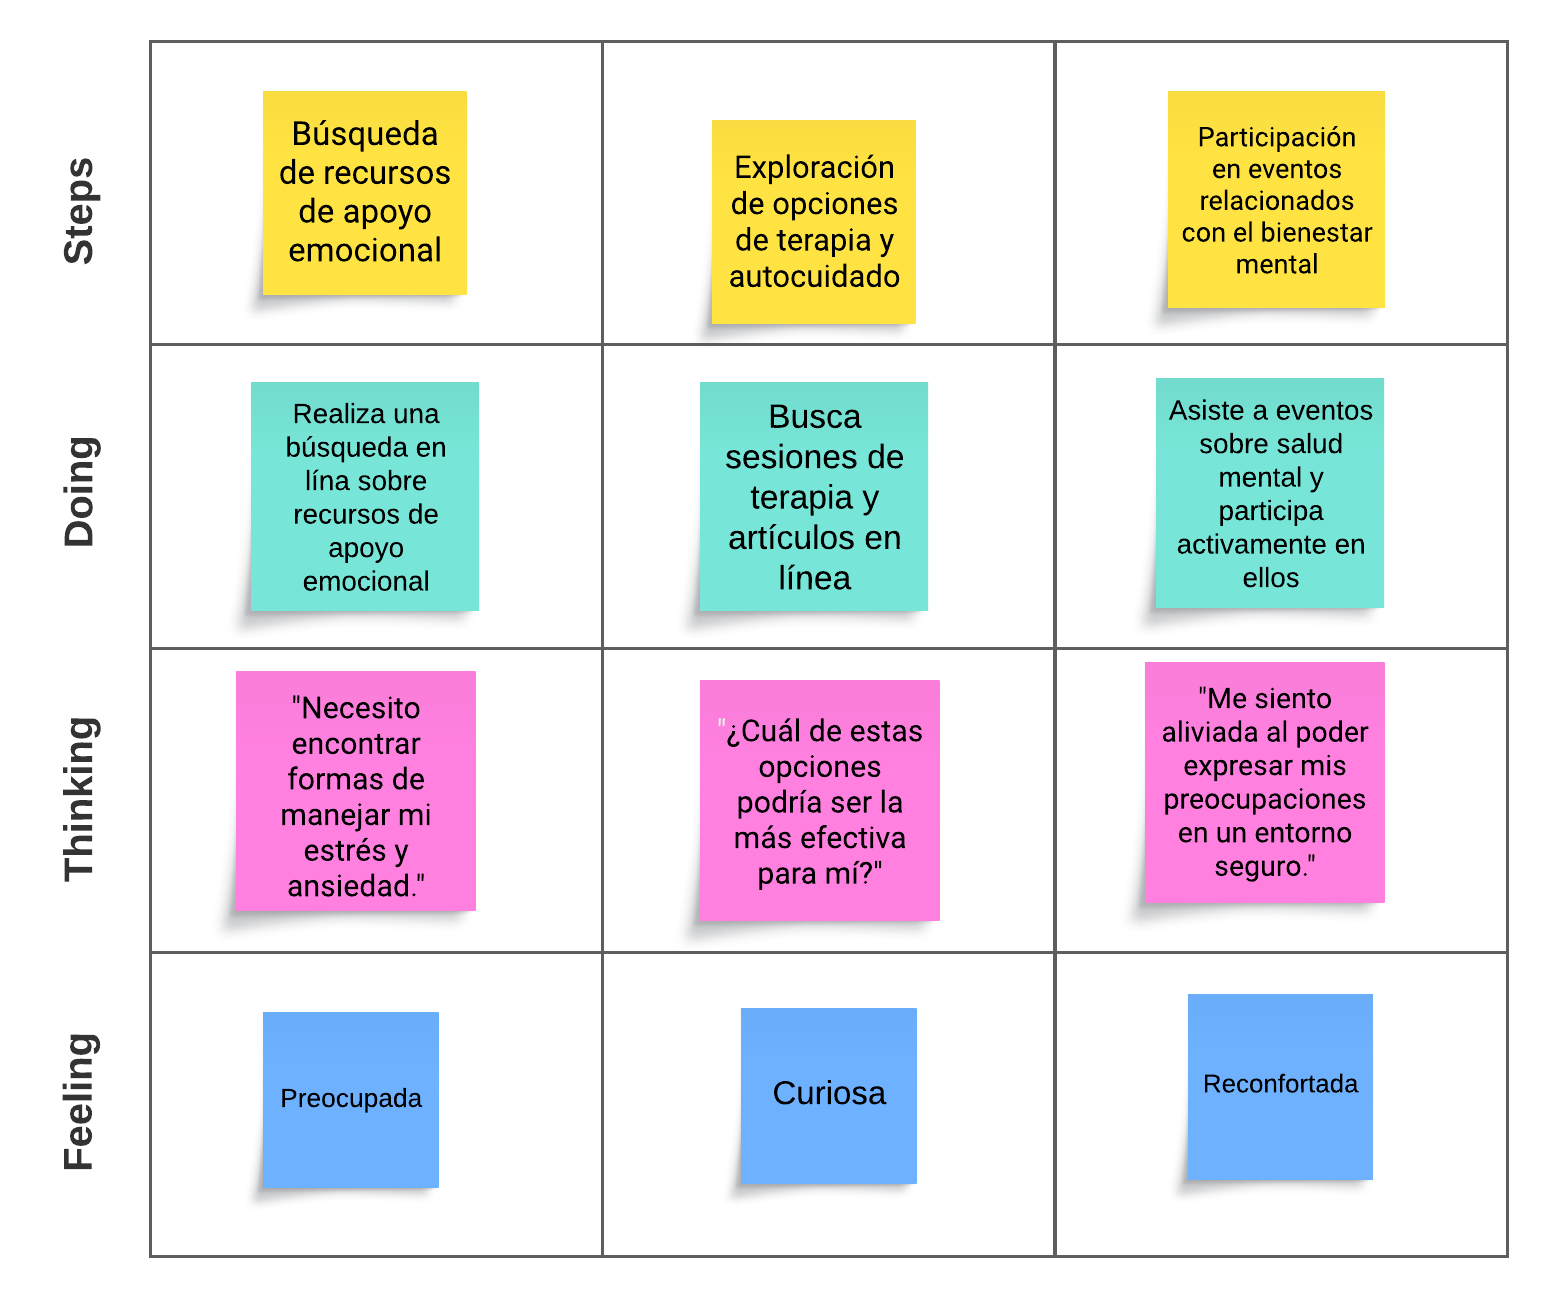 Steps
Búsqueda
de recursos
de apoyo
emocional
Exploración
de opciones
de terapia y
autocuidado
Participación
en eventos
relacionados
con el bienestar
mental
Doing
Realiza una
búsqueda en
lína sobre
recursos de
apoyo
emocional
Busca
sesiones de
terapia y
artículos en
línea
Asiste a eventos
sobre salud
mental y
participa
activamente en
ellos
Thinking
"Necesito
encontrar
formas de
manejar mi
estrés y
ansiedad."
"¿Cuál de estas
opciones
podría ser la
más efectiva
para mí?"
"Me siento
aliviada al poder
expresar mis
preocupaciones
en un entorno
seguro."
Feeling
Preocupada
Curiosa
Reconfortada